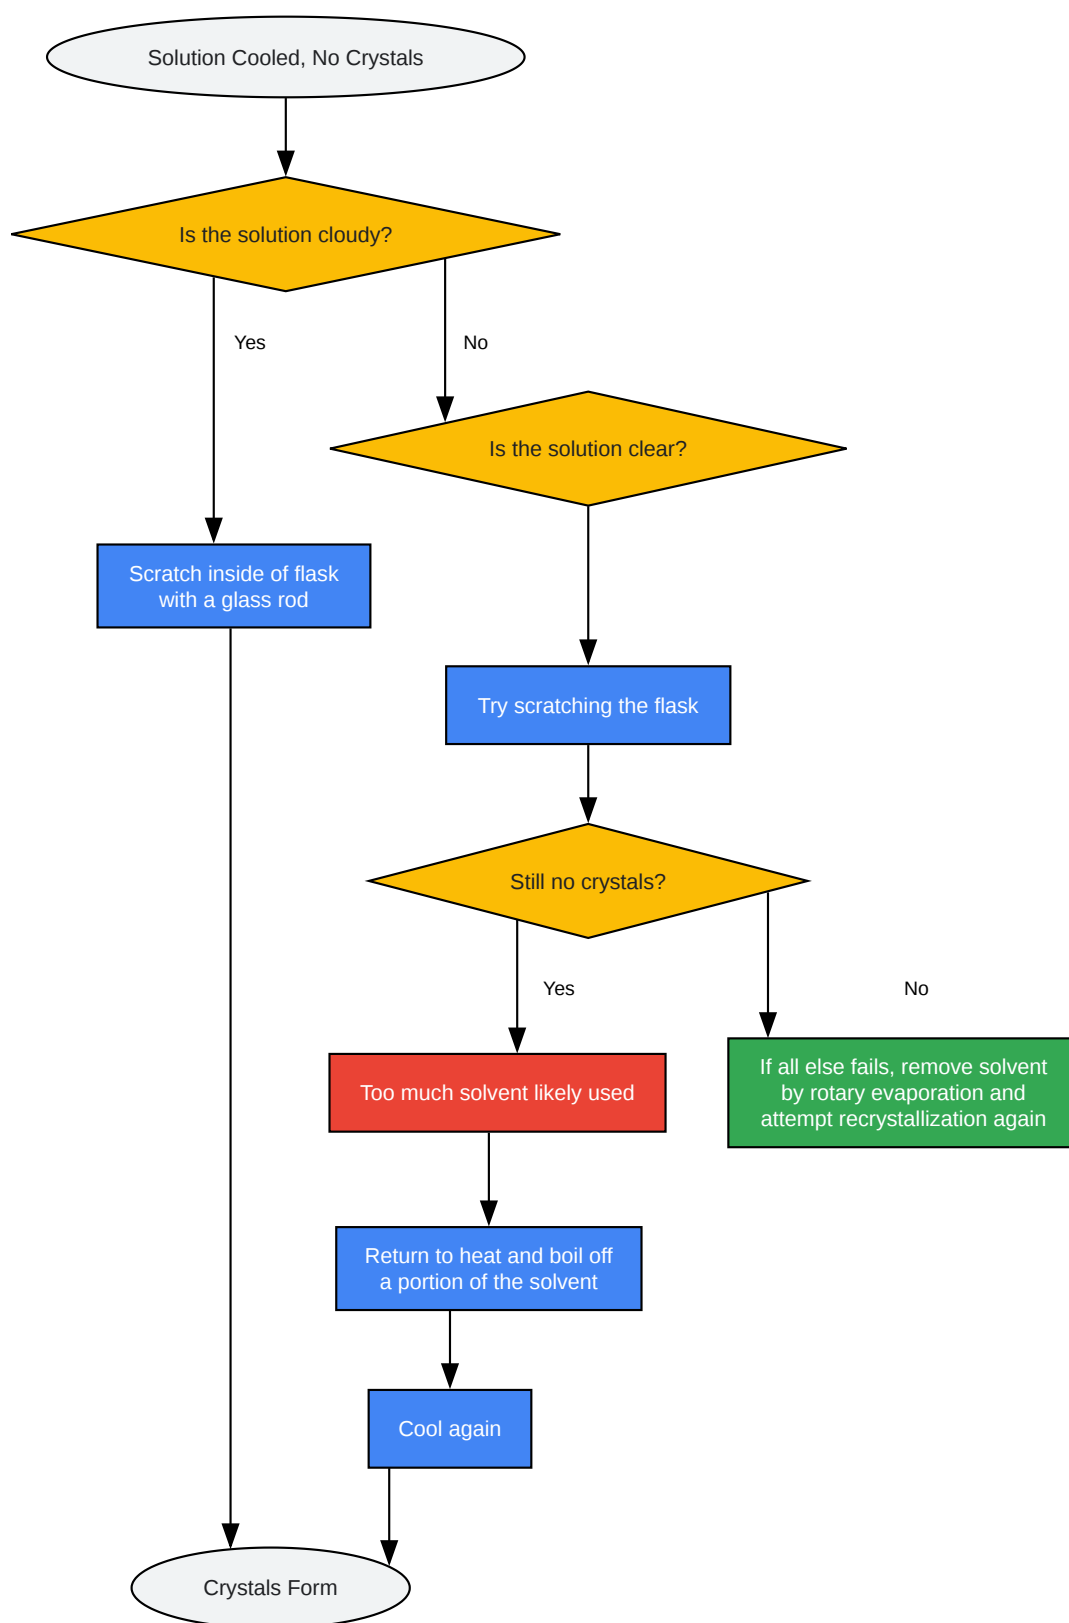 Solution Cooled, No Crystals
Is the solution cloudy?
Yes
No
Is the solution clear?
Scratch inside of flask
with a glass rod
Try scratching the flask
Still no crystals?
Yes
No
If all else fails, remove solvent
by rotary evaporation and
attempt recrystallization again
Too much solvent likely used
Return to heat and boil off
a portion of the solvent
Cool again
Crystals Form